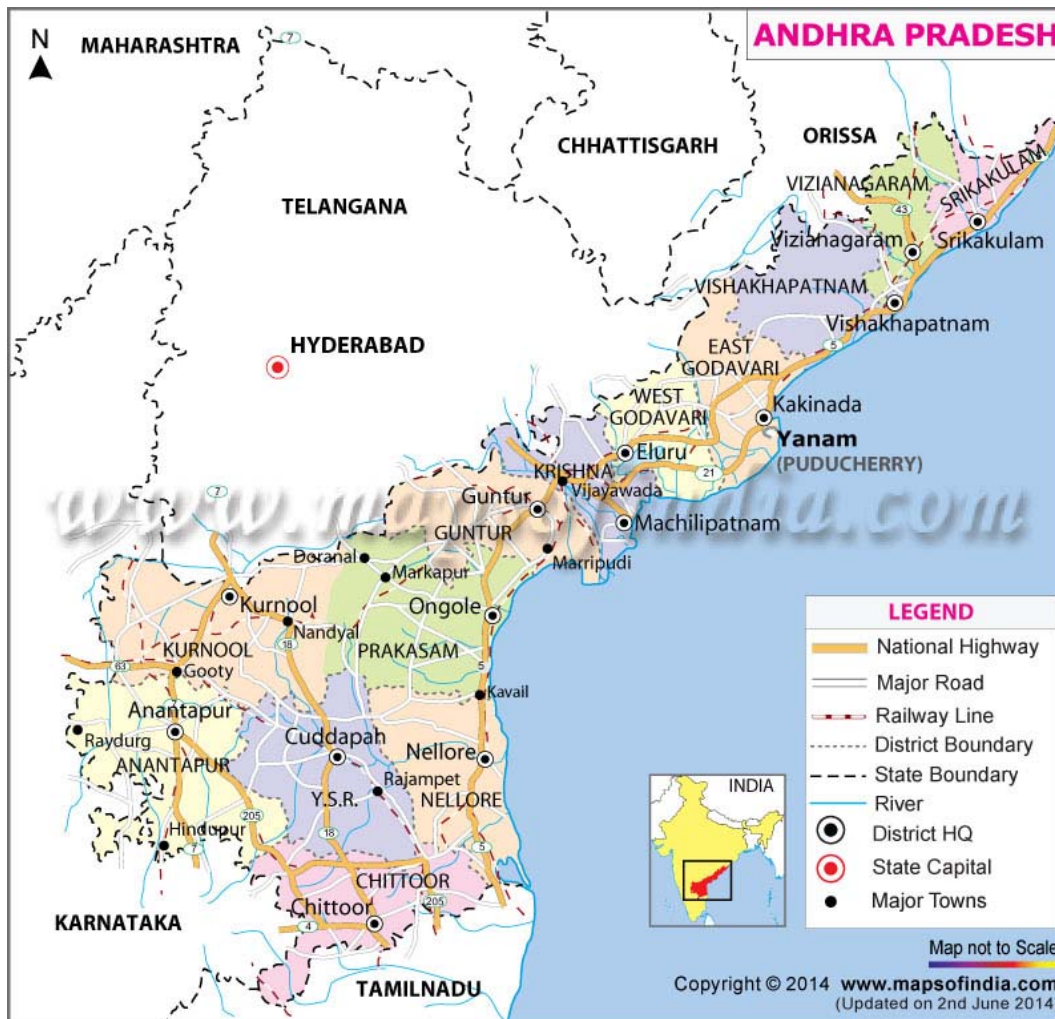 ANDHRA PRADESH
N
MAHARASHTRA
7
CHHATTISGARH
ORISSA
TELANGANA
VIZIANAGARAM
SRIKAKULAM
43
Vizianagaram
Srikakulam
VISHAKHAPATNAM
Vishakhapatnam
HYDERABAD
5
EAST
GODAVARI
WEST
GODAVARI
Kakinada
Yanam
(PUDUCHERRY)
Eluru
KRISHNA
21
Vijayawada
7
Guntur
www.mapsofindia.com
Machilipatnam
GUNTUR
Doranal
Marripudi
Markapur
Kurnool
Ongole
Nandyal
KURNOOL
18
PRAKASAM
5
63
Gooty
Kavail
Anantapur
Raydurg
Cuddapah
Nellore
ANANTAPUR
Rajampet
Y.S.R.
NELLORE
205
Hindupur
18
7
5
CHITTOOR
Chittoor
205
4
KARNATAKA
TAMILNADU
LEGEND
National Highway
Major Road
Railway Line
District Boundary
State Boundary
River
District HQ
State Capital
Major Towns
INDIA
Map not to Scale
Copyright © 2014 www.mapsofindia.com
(Updated on 2nd June 2014)